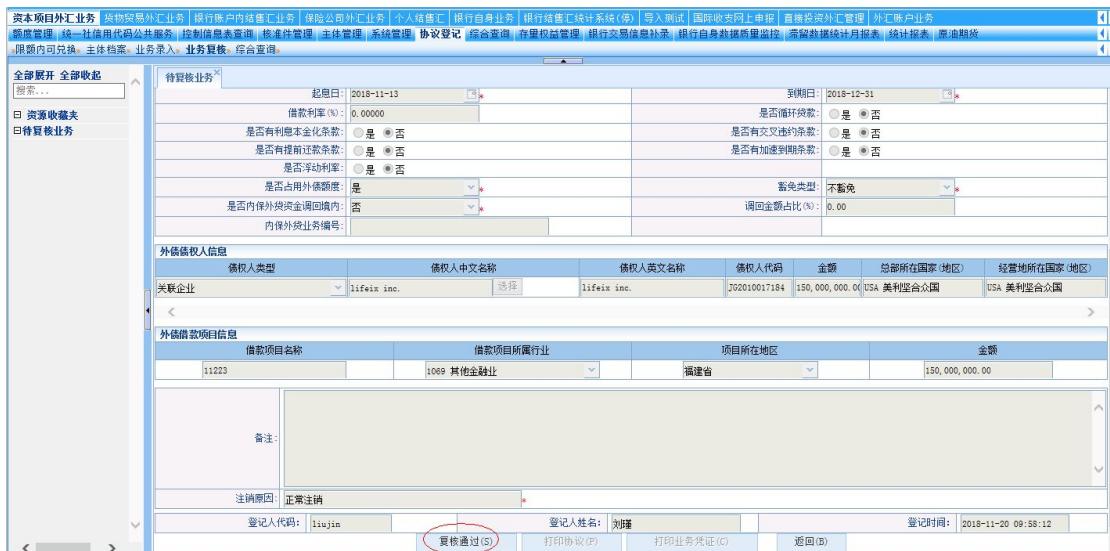 资本项目外汇业务 货物贸易外汇业务 银行账户内结售汇业务 保险公司外汇业务 个人结售汇 银行自身业务 银行结售汇统计系统(停) 导入测试 国际收支网上申报 直接投资外汇管理 外汇账户业务
额度管理 统一社信用代码公共服务 控制信息表查询 核准件管理 主体管理 系统管理 协议登记 综合查询 存量权益管理 银行交易信息补录 银行自身数据质量监控 滞留数据统计月报表 统计报表 原油期货
限额内可兑换 主体档案 业务录入 业务复核 综合查询
全部展开 全部收起
搜索...
资源收藏夹
待复核业务
待复核业务
起息日: 2018-11-13 * 到期日: 2018-12-31 *
借款利率(%): 0.00000 是否循环贷款: 是 否
是否有利息本金化条款: 是 否 是否有交叉违约条款: 是 否
是否有提前还款条款: 是 否 是否有加速到期条款: 是 否
是否浮动利率: 是 否
是否占用外债额度: 是 * 豁免类型: 不豁免 *
是否内保外贷资金调回境内: 否 * 调回金额占比(%): 0.00
内保外贷业务编号:
外债债权人信息
债权人类型 债权人中文名称 债权人英文名称 债权人代码 金额 总部所在国家(地区) 经营地所在国家(地区)
关联企业 lifeix inc. 选择 lifeix inc. JG2010017184 150,000,000.00 USA 美利坚合众国 USA 美利坚合众国
外债借款项目信息
借款项目名称 借款项目所属行业 项目所在地区 金额
11223 1069 其他金融业 福建省 150,000,000.00
备注:
注销原因: 正常注销 *
登记人代码: liujin 登记人姓名: 刘瑾 登记时间: 2018-11-20 09:58:12
复核通过(S) 打印协议(P) 打印业务凭证(C) 返回(B)